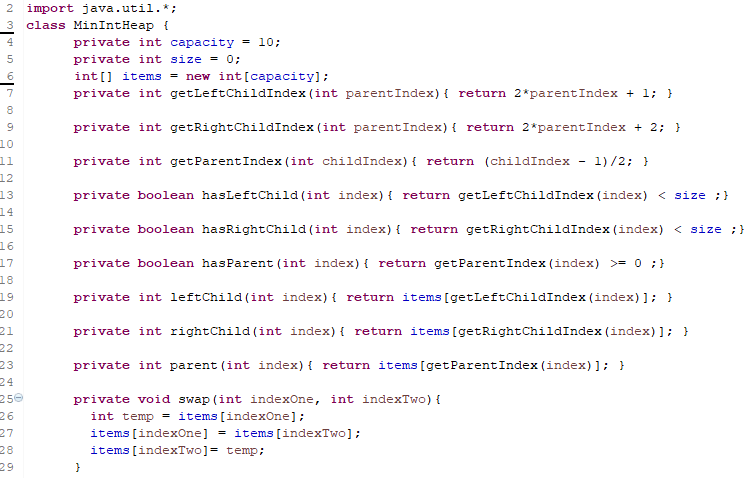 2 import java.util.*;
3 class MinIntHeap {
4 private int capacity = 10;
5 private int size = 0;
6 int[] items = new int[capacity];
7 private int getLeftChildIndex(int parentIndex){ return 2*parentIndex + 1; }
8
9 private int getRightChildIndex(int parentIndex){ return 2*parentIndex + 2; }
10
11 private int getParentIndex(int childIndex){ return (childIndex - 1)/2; }
12
13 private boolean hasLeftChild(int index){ return getLeftChildIndex(index) < size ;}
14
15 private boolean hasRightChild(int index){ return getRightChildIndex(index) < size ;}
16
17 private boolean hasParent(int index){ return getParentIndex(index) >= 0 ;}
18
19 private int leftChild(int index){ return items[getLeftChildIndex(index)]; }
20
21 private int rightChild(int index){ return items[getRightChildIndex(index)]; }
22
23 private int parent(int index){ return items[getParentIndex(index)]; }
24
25 private void swap(int indexOne, int indexTwo){
26 int temp = items[indexOne];
27 items[indexOne] = items[indexTwo];
28 items[indexTwo]= temp;
29 }